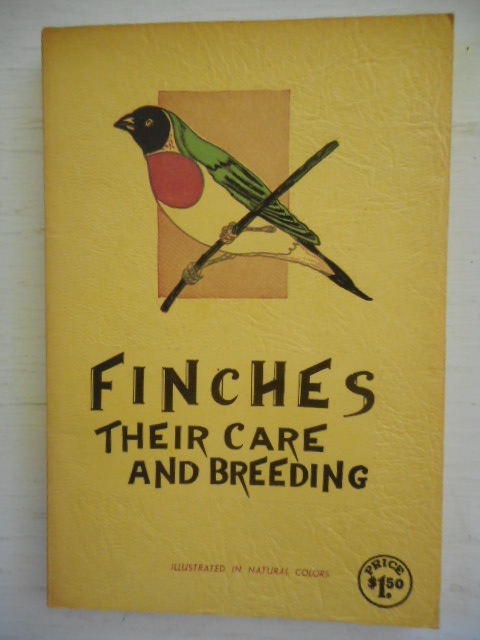 FINCHES
THEIR CARE
AND BREEDING
ILLUSTRATED IN NATURAL COLORS
PRICE
$1.50